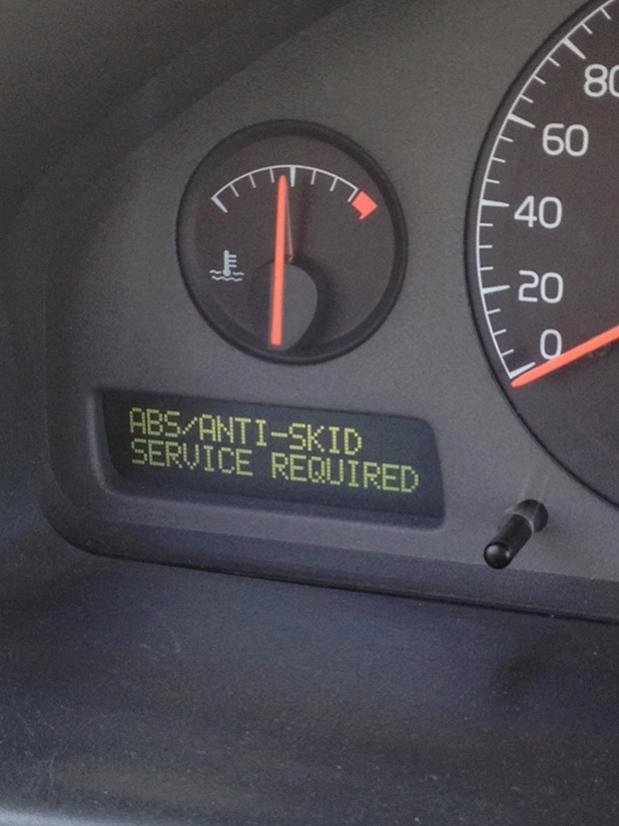 80
60
40
20
0
ABS/ANTI-SKID
SERVICE REQUIRED